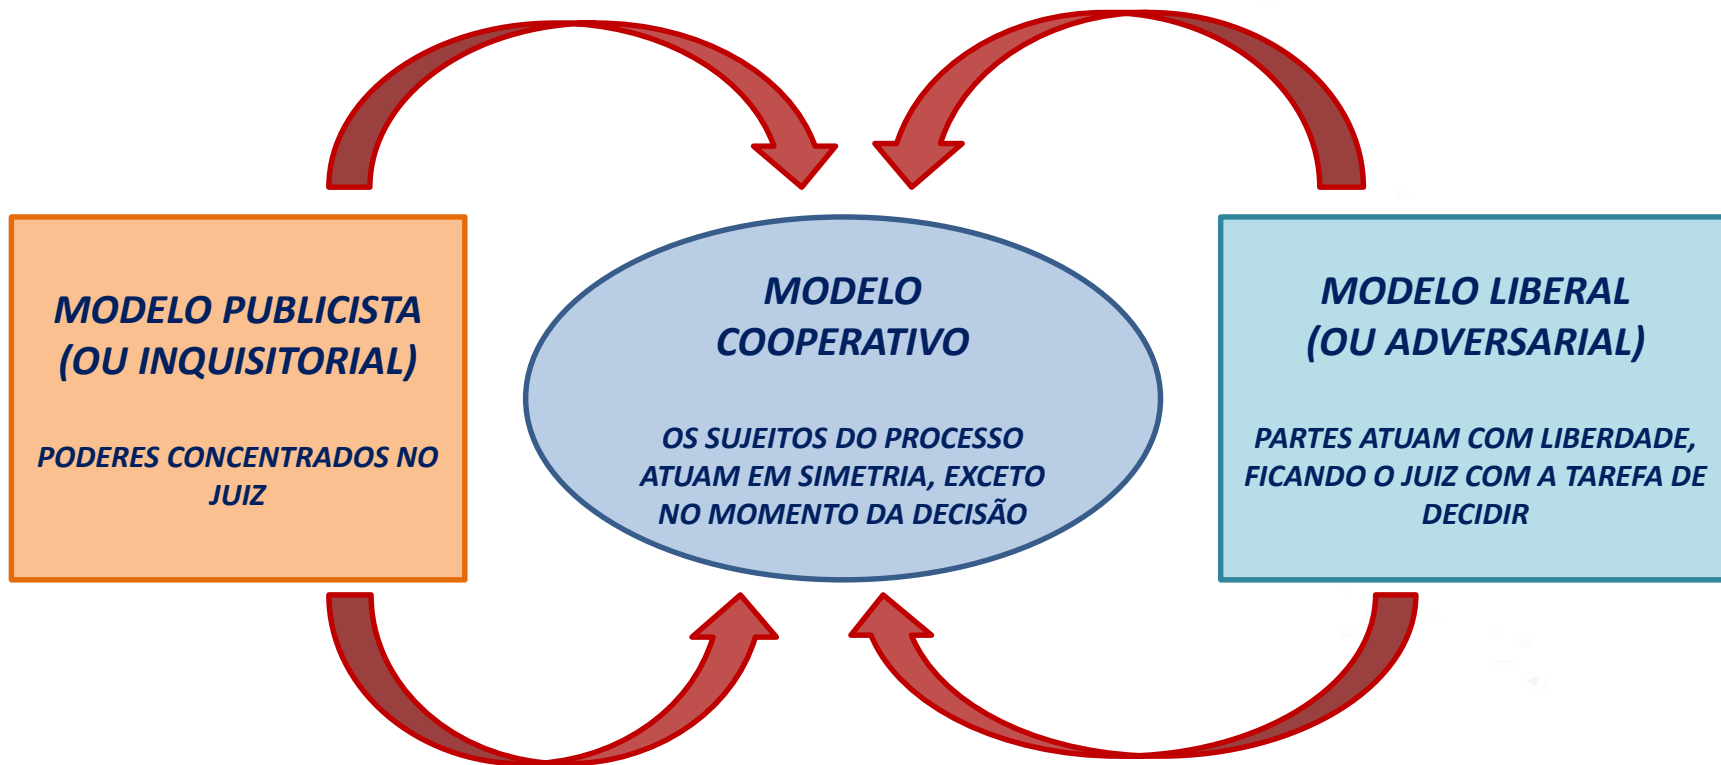 MODELO PUBLICISTA
(OU INQUISITORIAL)
PODERES CONCENTRADOS NO
JUIZ
MODELO
COOPERATIVO
OS SUJEITOS DO PROCESSO
ATUAM EM SIMETRIA, EXCETO
NO MOMENTO DA DECISÃO
MODELO LIBERAL
(OU ADVERSARIAL)
PARTES ATUAM COM LIBERDADE,
FICANDO O JUIZ COM A TAREFA DE
DECIDIR